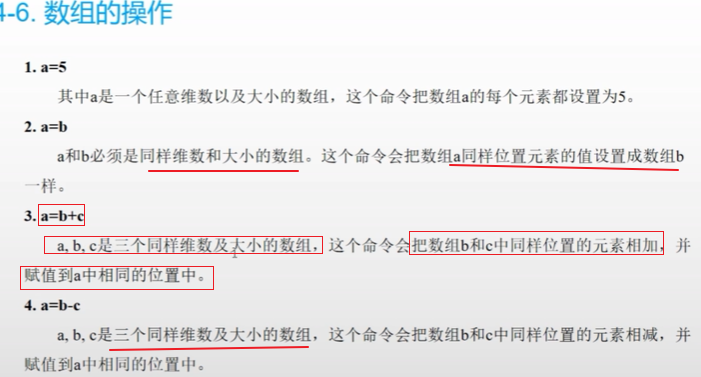 4-6. 数组的操作
1. a=5
其中a是一个任意维数以及大小的数组，这个命令把数组a的每个元素都设置为5。
2. a=b
a和b必须是同样维数和大小的数组。这个命令会把数组a同样位置元素的值设置成数组b
一样。
3. a=b+c
a, b, c是三个同样维数及大小的数组，这个命令会把数组b和c中同样位置的元素相加，并
赋值到a中相同的位置中。
4. a=b-c
a, b, c是三个同样维数及大小的数组，这个命令会把数组b和c中同样位置的元素相减，并
赋值到a中相同的位置中。